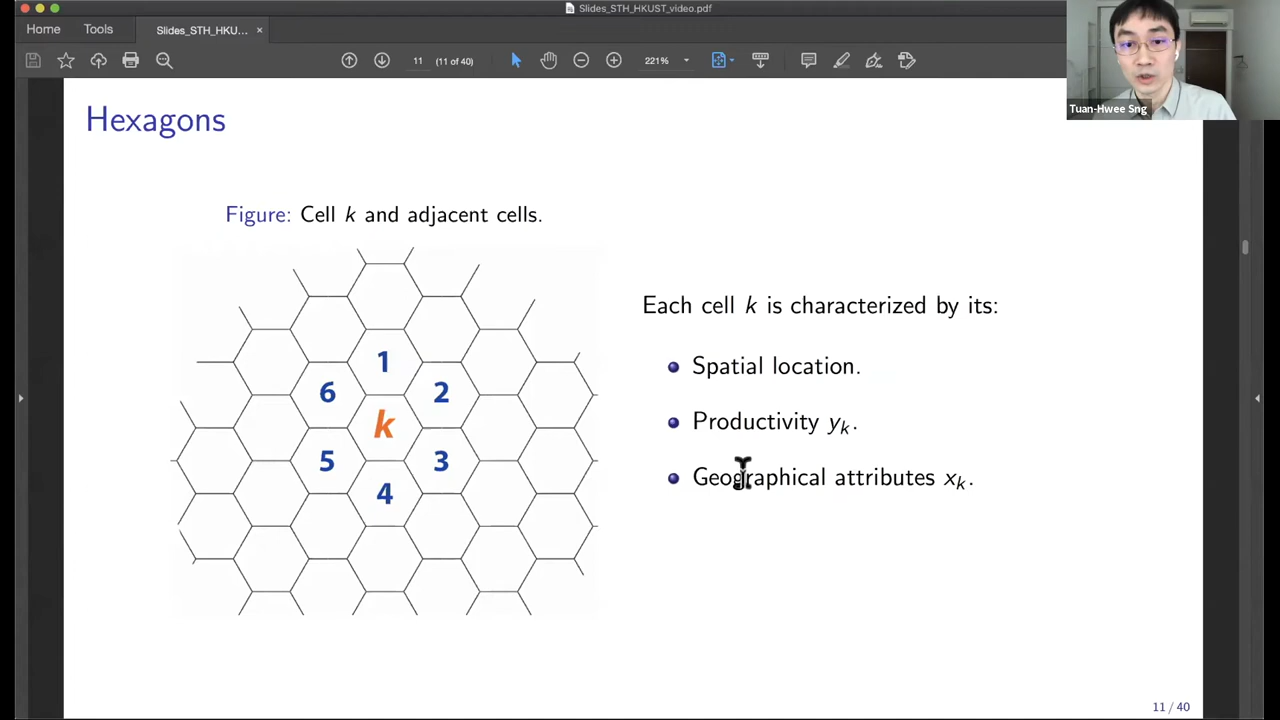 Slides_STH_HKUST_video.pdf
Home
Tools
Slides_STH_HKU...
×
11
(11 of 40)
221%
Tuan-Hwee Sng
Hexagons
Figure: Cell k and adjacent cells.
1
6
2
k
5
3
4
Each cell k is characterized by its:
Spatial location.
Productivity yₖ.
Geographical attributes xₖ.
11 / 40